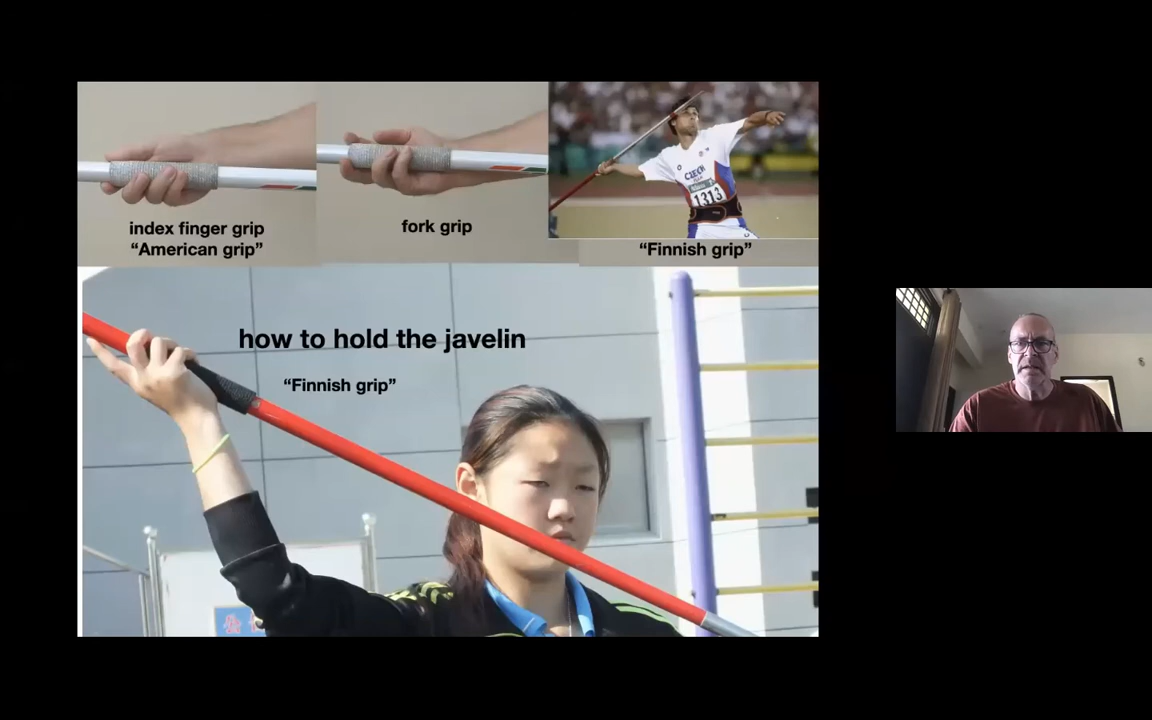 index finger grip
“American grip”
fork grip
CZECH
1313
“Finnish grip”
how to hold the javelin
“Finnish grip”